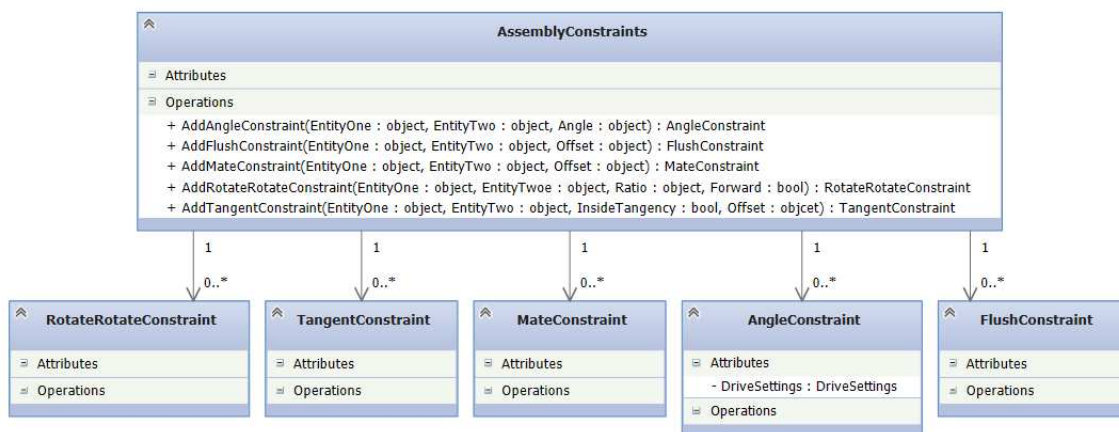 AssemblyConstraints
Attributes
Operations
+ AddAngleConstraint(EntityOne : object, EntityTwo : object, Angle : object) : AngleConstraint
+ AddFlushConstraint(EntityOne : object, EntityTwo : object, Offset : object) : FlushConstraint
+ AddMateConstraint(EntityOne : object, EntityTwo : object, Offset : object) : MateConstraint
+ AddRotateRotateConstraint(EntityOne : object, EntityTwoe : object, Ratio : object, Forward : bool) : RotateRotateConstraint
+ AddTangentConstraint(EntityOne : object, EntityTwo : object, InsideTangency : bool, Offset : objcet) : TangentConstraint
1 1 1 1 1
0..* 0..* 0..* 0..* 0..*
RotateRotateConstraint
Attributes
Operations
TangentConstraint
Attributes
Operations
MateConstraint
Attributes
Operations
AngleConstraint
Attributes
- DriveSettings : DriveSettings
Operations
FlushConstraint
Attributes
Operations